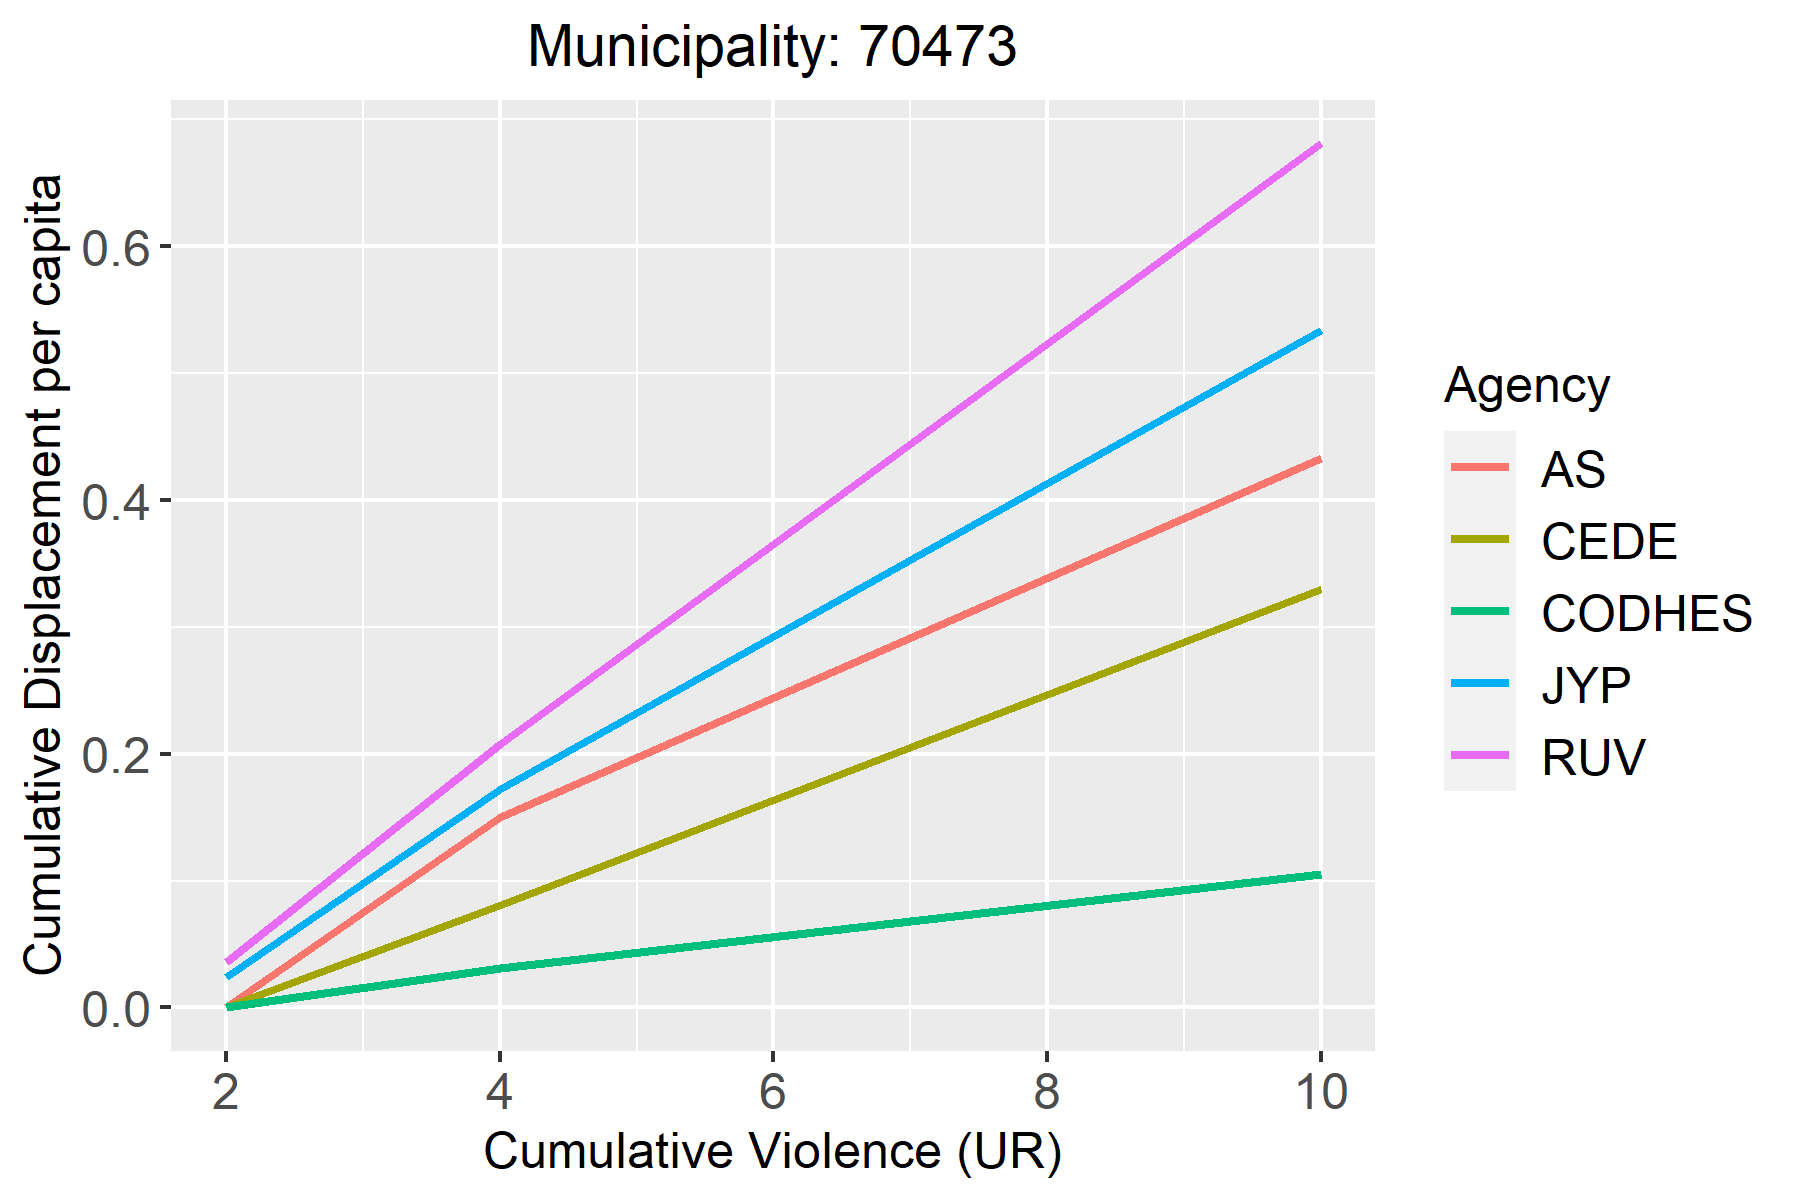 Municipality: 70473
Cumulative Displacement per capita
0.6
0.4
0.2
0.0
2 4 6 8 10
Cumulative Violence (UR)
Agency
AS
CEDE
CODHES
JYP
RUV